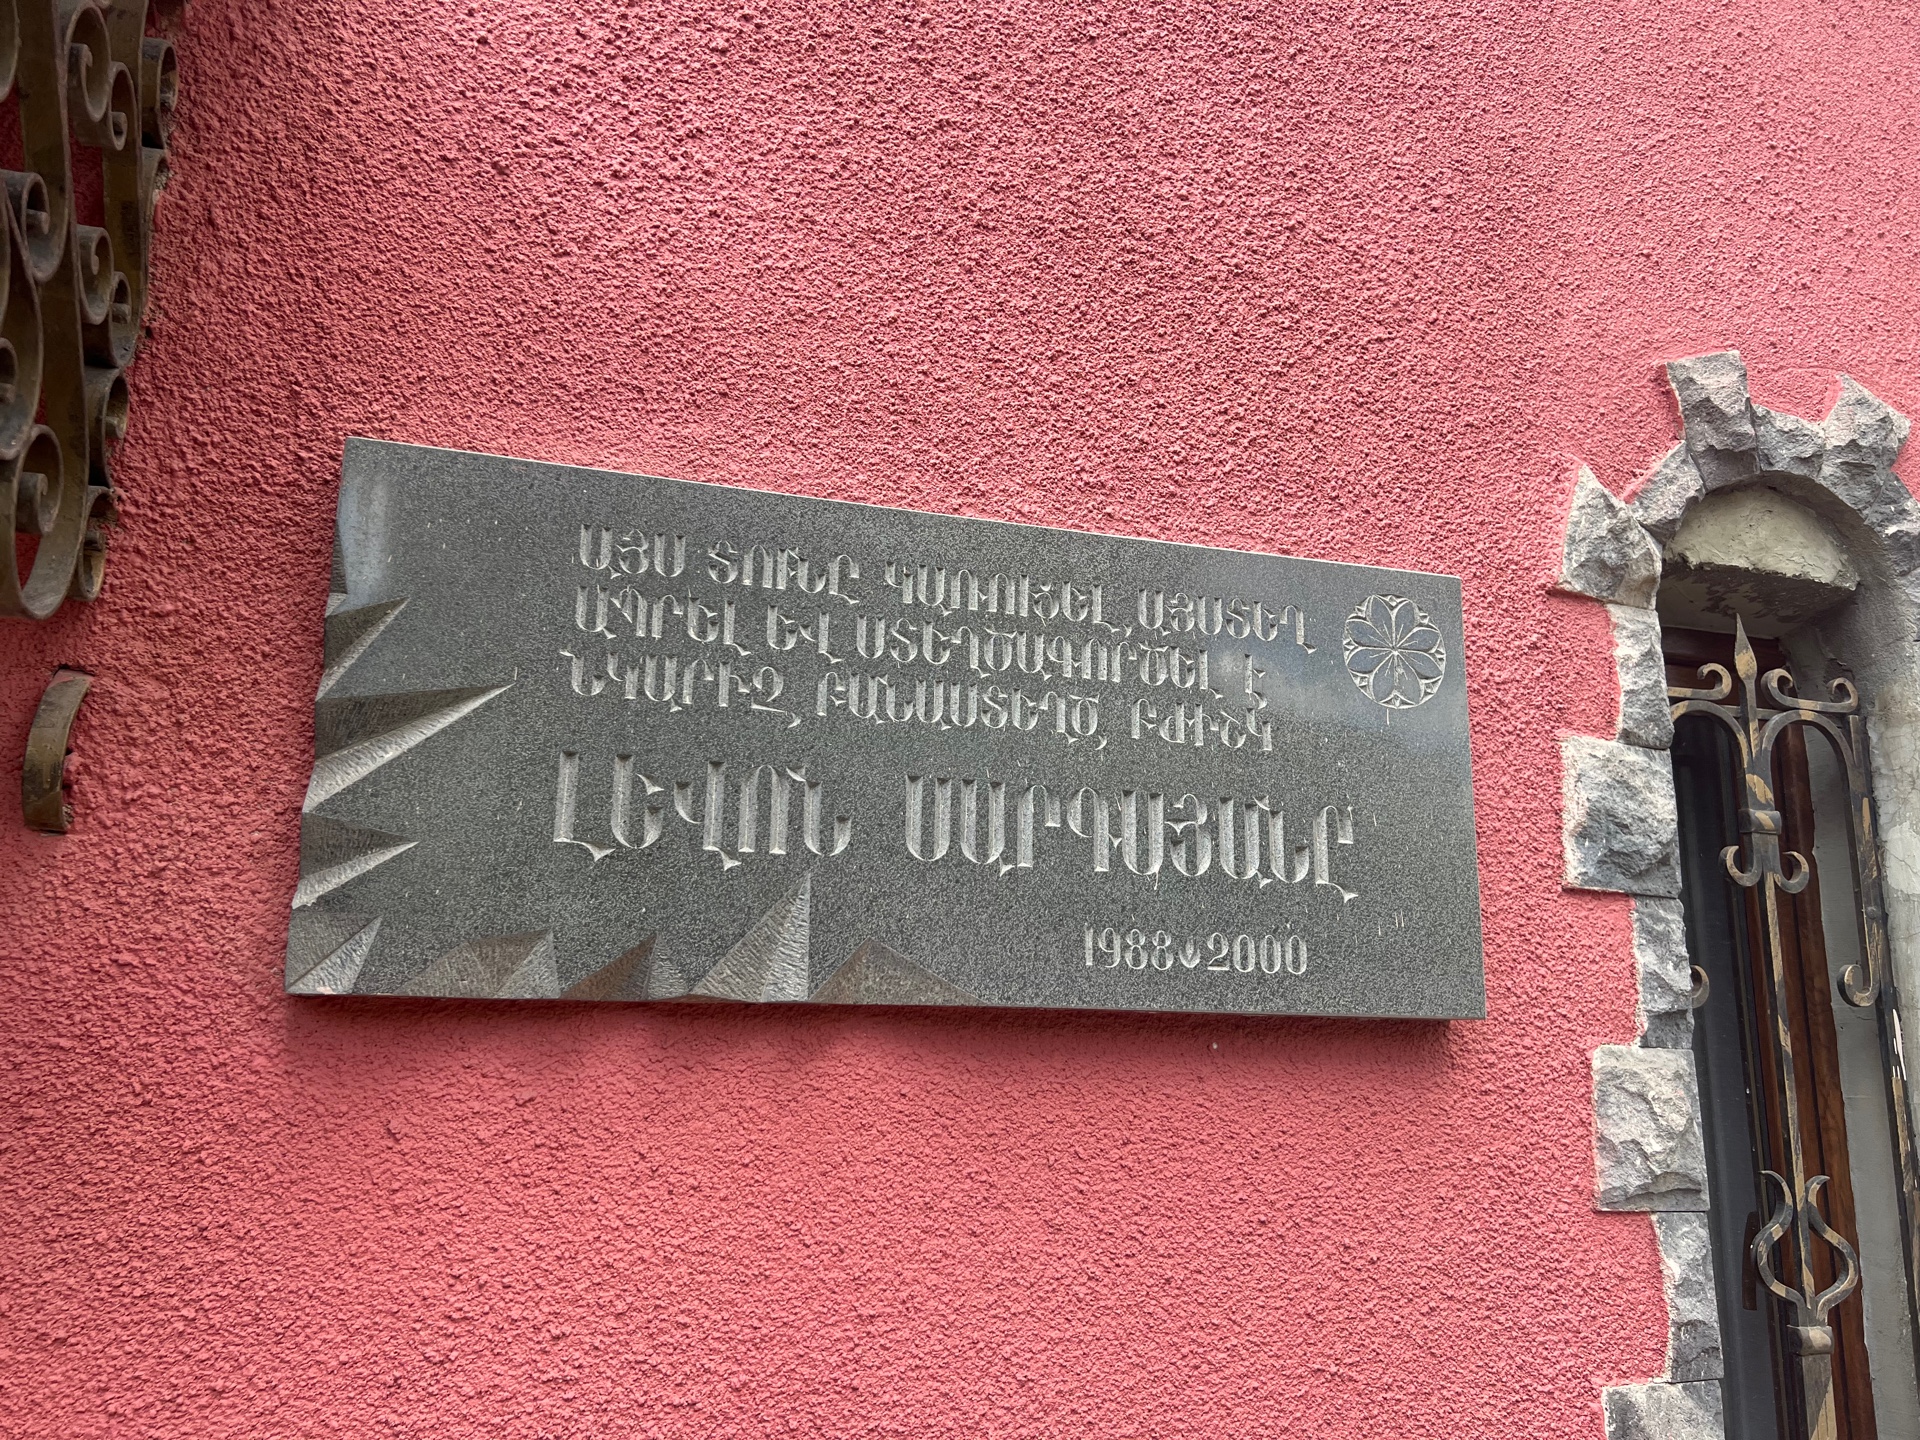 ԱՅՍ ՏՈՒՆԸ ԿԱՌՈՒՑԵԼ, ԱՅՍՏԵՂ
ԱՊՐԵԼ ԵՎ ՍՏԵՂԾԱԳՈՐԾԵԼ Է
ՆԿԱՐԻՉ, ԲԱՆԱՍՏԵՂԾ, ԲԺԻՇԿ
ԼԵՎՈՆ ՍԱՐԳՍՅԱՆԸ
1988 2000